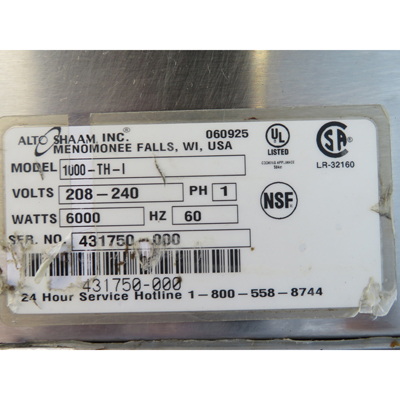 ALTO SHAAM, INC. 060925
MENOMONEE FALLS, WI, USA
UL
LISTED
SA
LR-32160
MODEL 1000-TH-I
VOLTS 208-240 PH 1
WATTS 6000 HZ 60
NSF
SER. NO. 431750-000
431750-000
24 Hour Service Hotline 1-800-558-8744